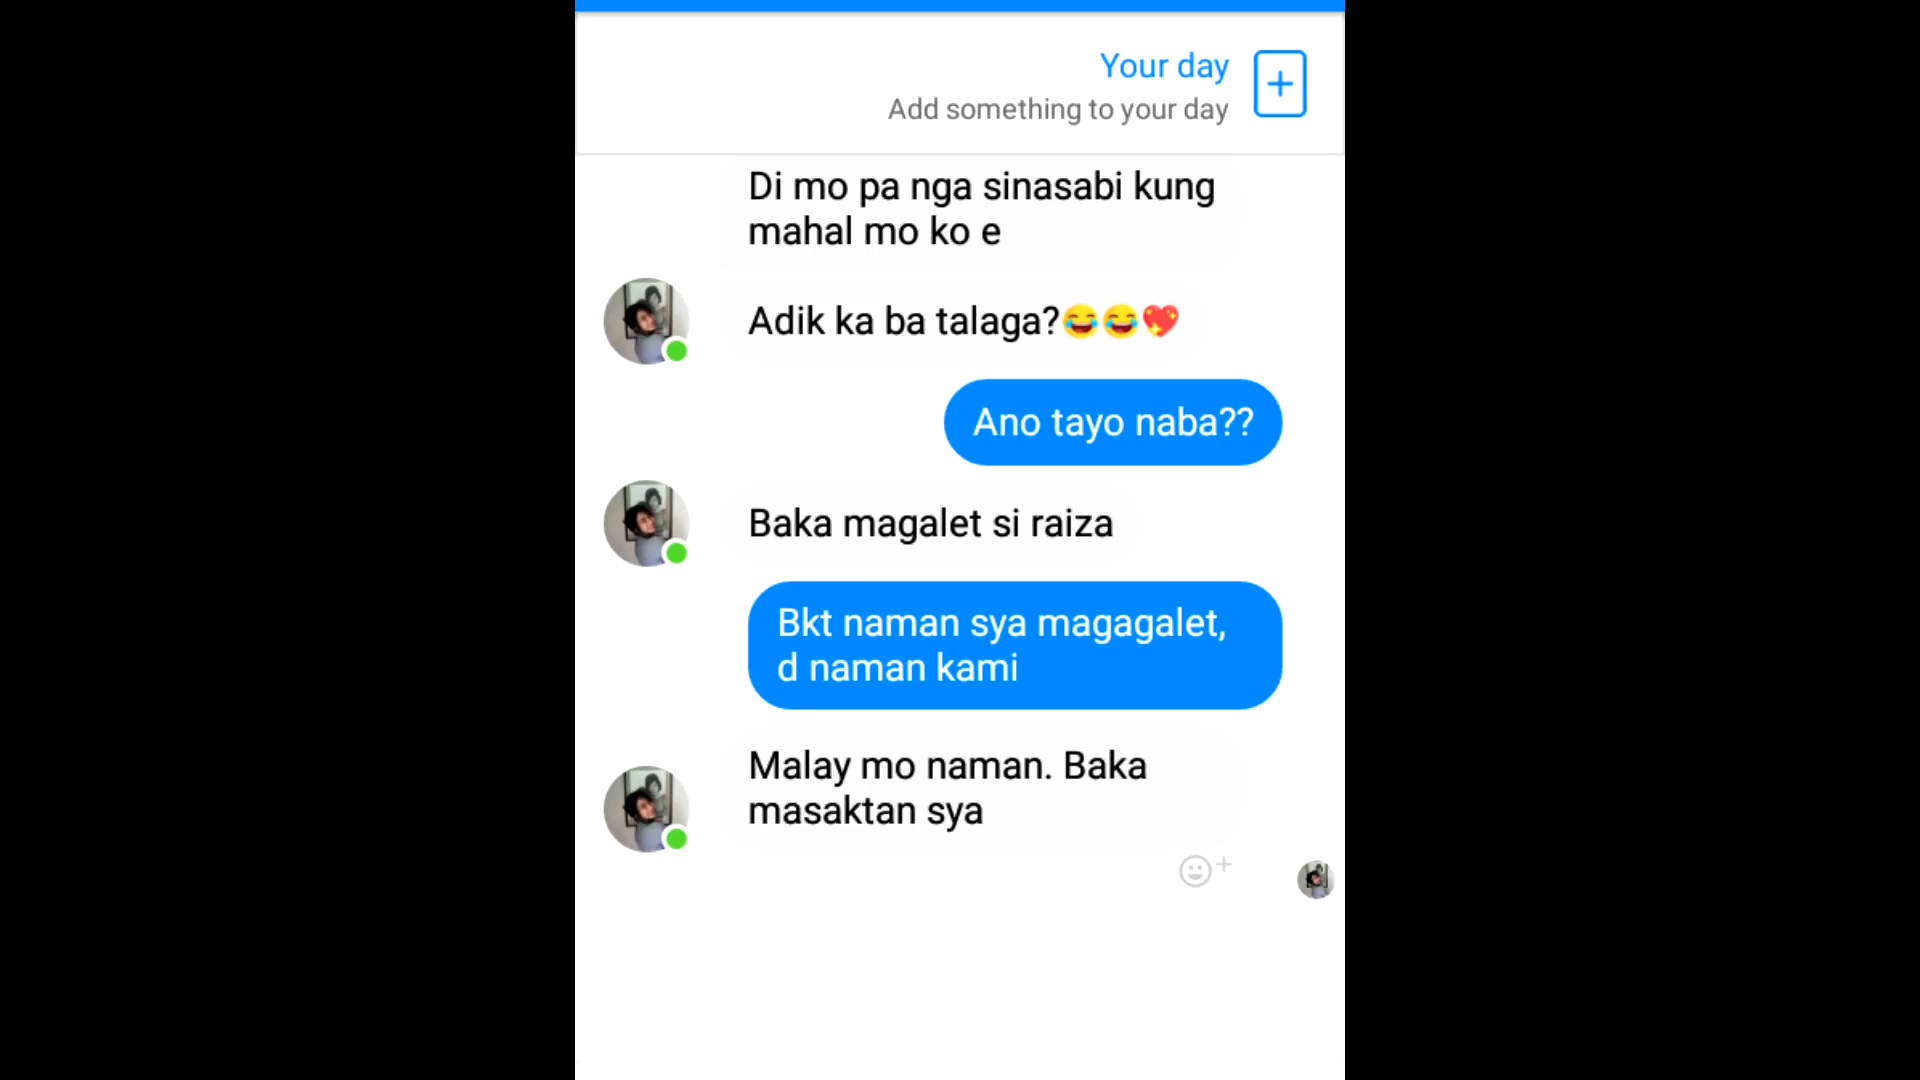 Your day
Add something to your day
Di mo pa nga sinasabi kung
mahal mo ko e
Adik ka ba talaga?😂😂💖
Ano tayo naba??
Baka magalet si raiza
Bkt naman sya magagalet,
d naman kami
Malay mo naman. Baka
masaktan sya